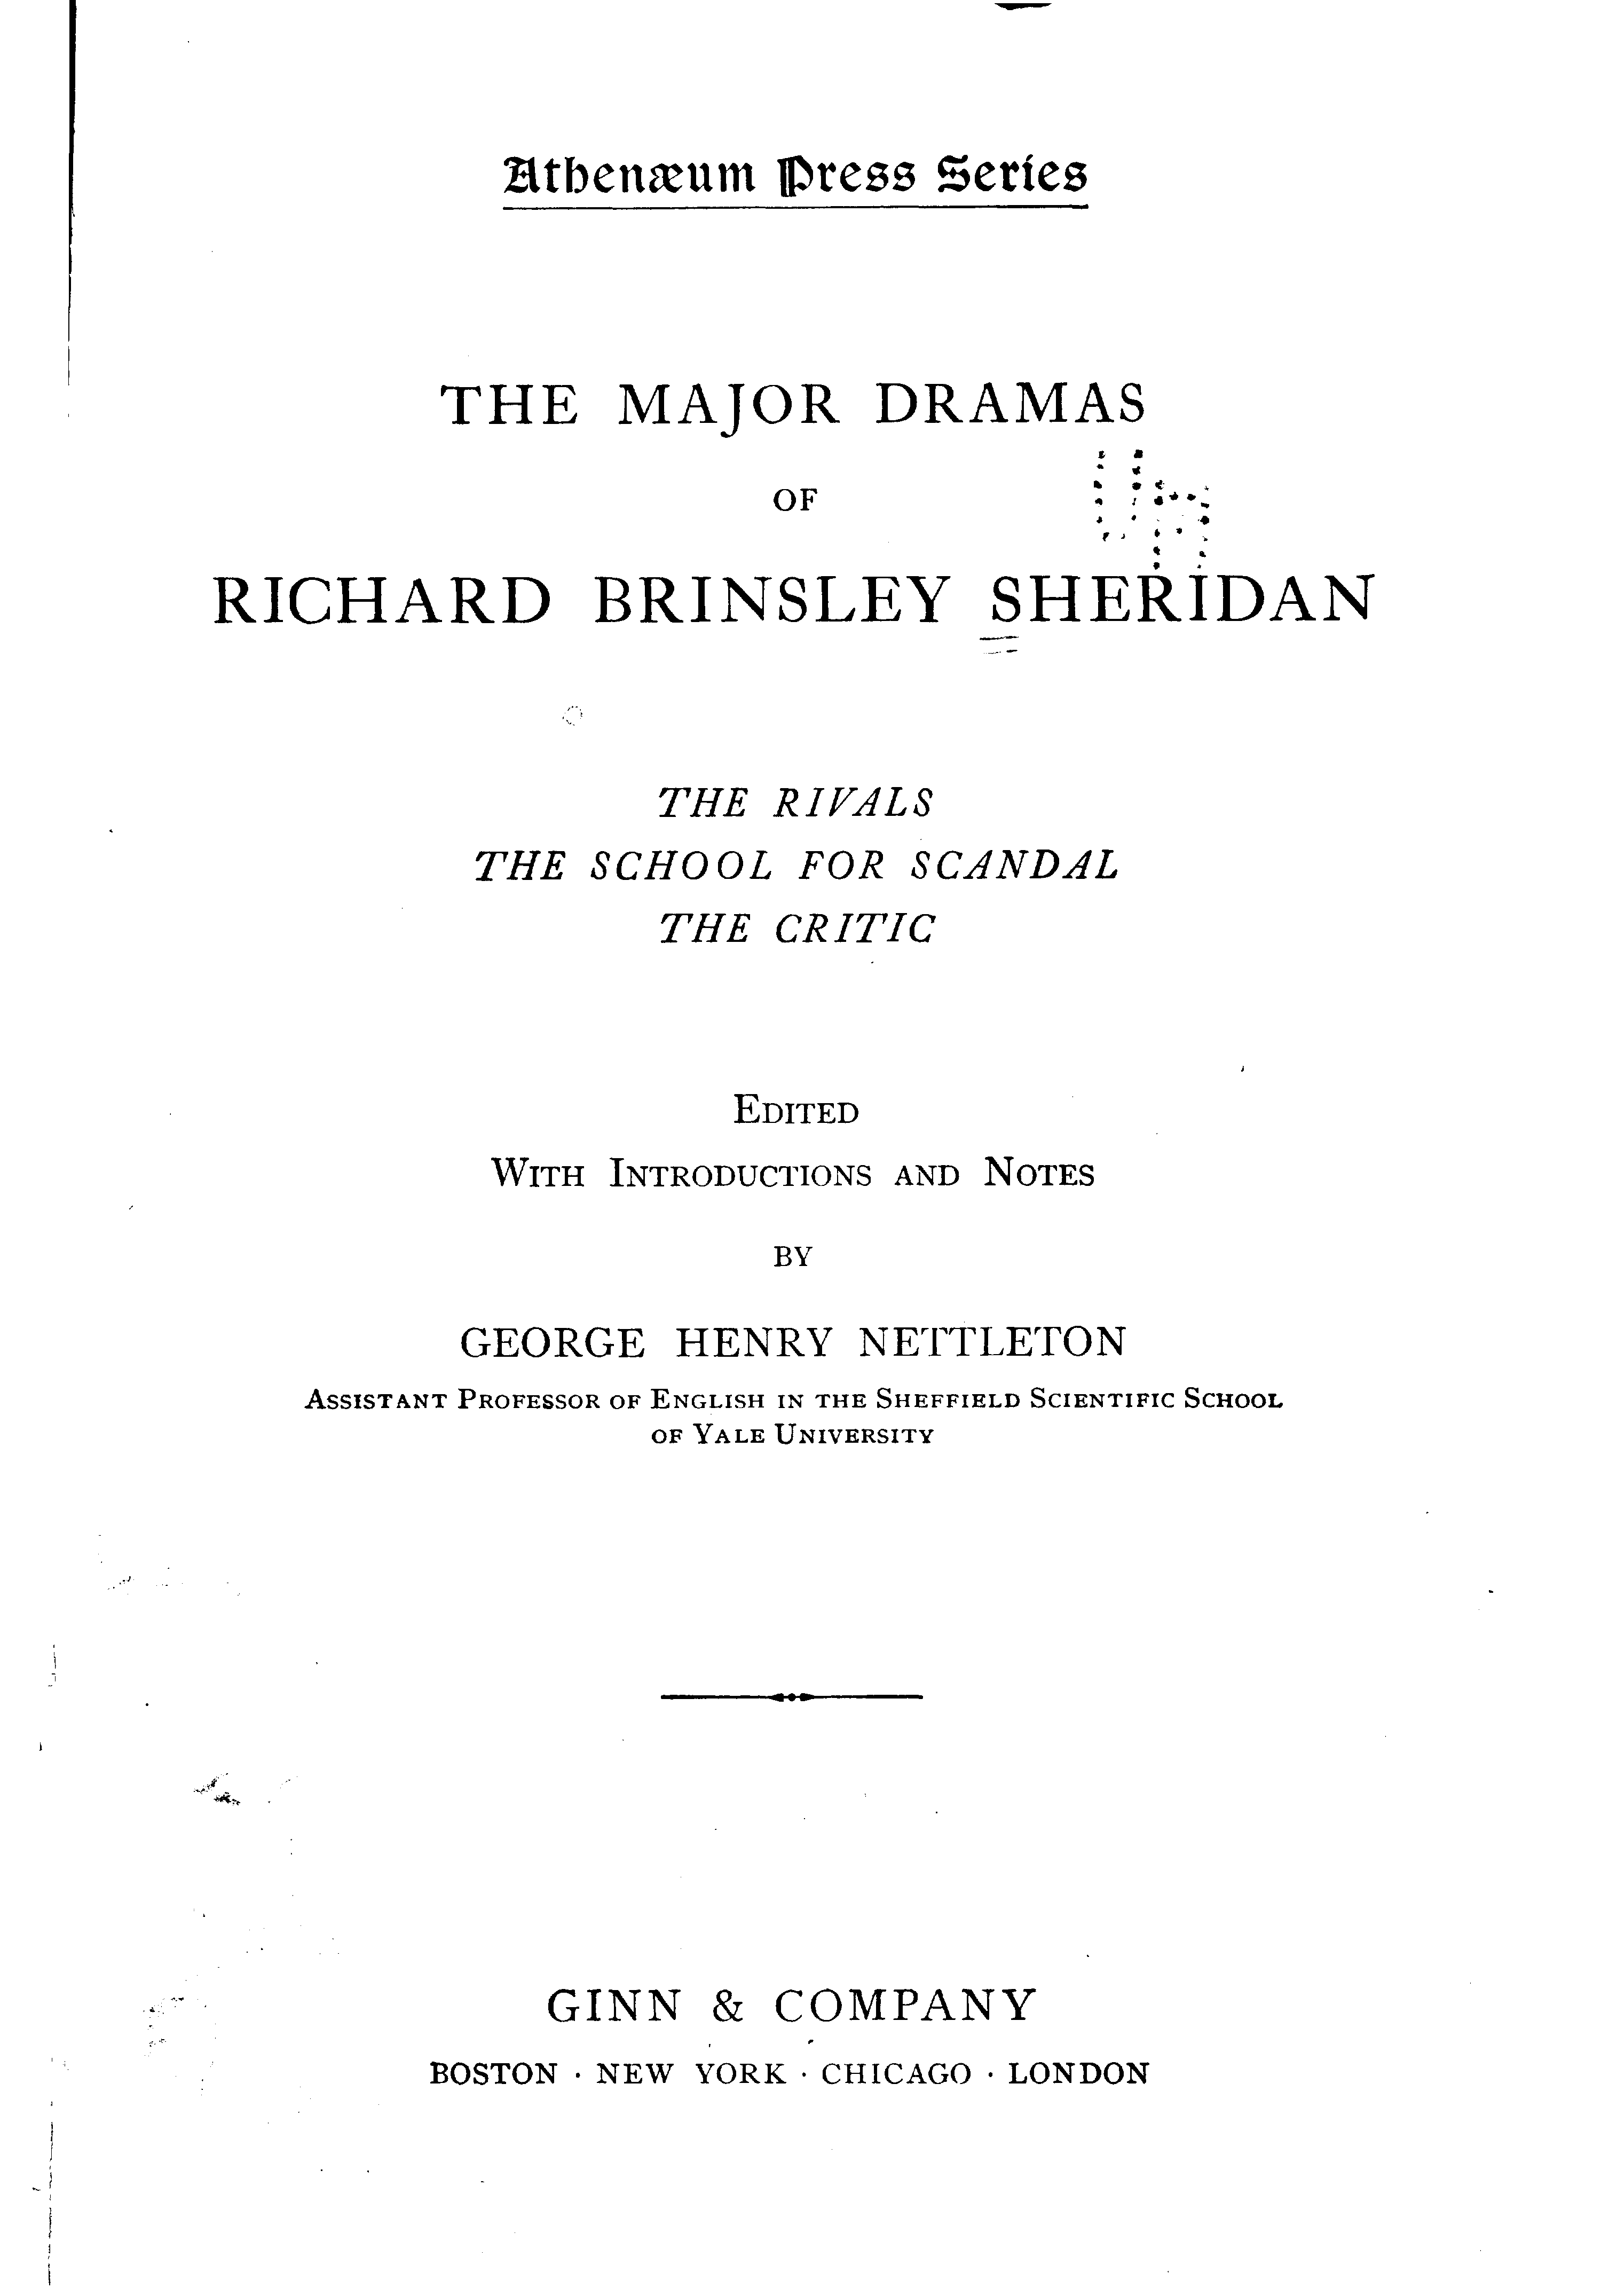 Athenæum Press Series
THE MAJOR DRAMAS
OF
RICHARD BRINSLEY SHERIDAN
THE RIVALS
THE SCHOOL FOR SCANDAL
THE CRITIC
EDITED
WITH INTRODUCTIONS AND NOTES
BY
GEORGE HENRY NETTLETON
ASSISTANT PROFESSOR OF ENGLISH IN THE SHEFFIELD SCIENTIFIC SCHOOL
OF YALE UNIVERSITY
GINN & COMPANY
BOSTON · NEW YORK · CHICAGO · LONDON